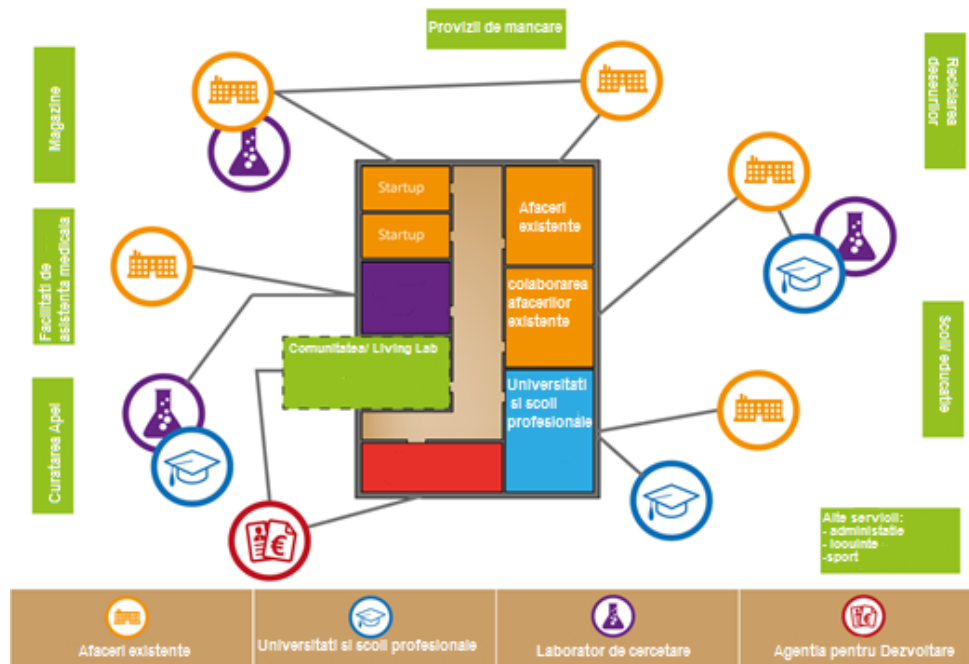 Provizii de mancare
Magazine
Reciclarea
deseurilor
Startup
Startup
Afaceri
existente
Facilitati de
asistenta medicala
colaborarea
afacerilor
existente
Comunitatea/ Living Lab
Universitati
si scoli
profesionale
Scoli/ educatie
Curatarea Apei
Alte servicii:
- administatie
- locuinte
-sport
Afaceri existente
Universitati si scoli profesionale
Laborator de cercetare
Agentia pentru Dezvoltare